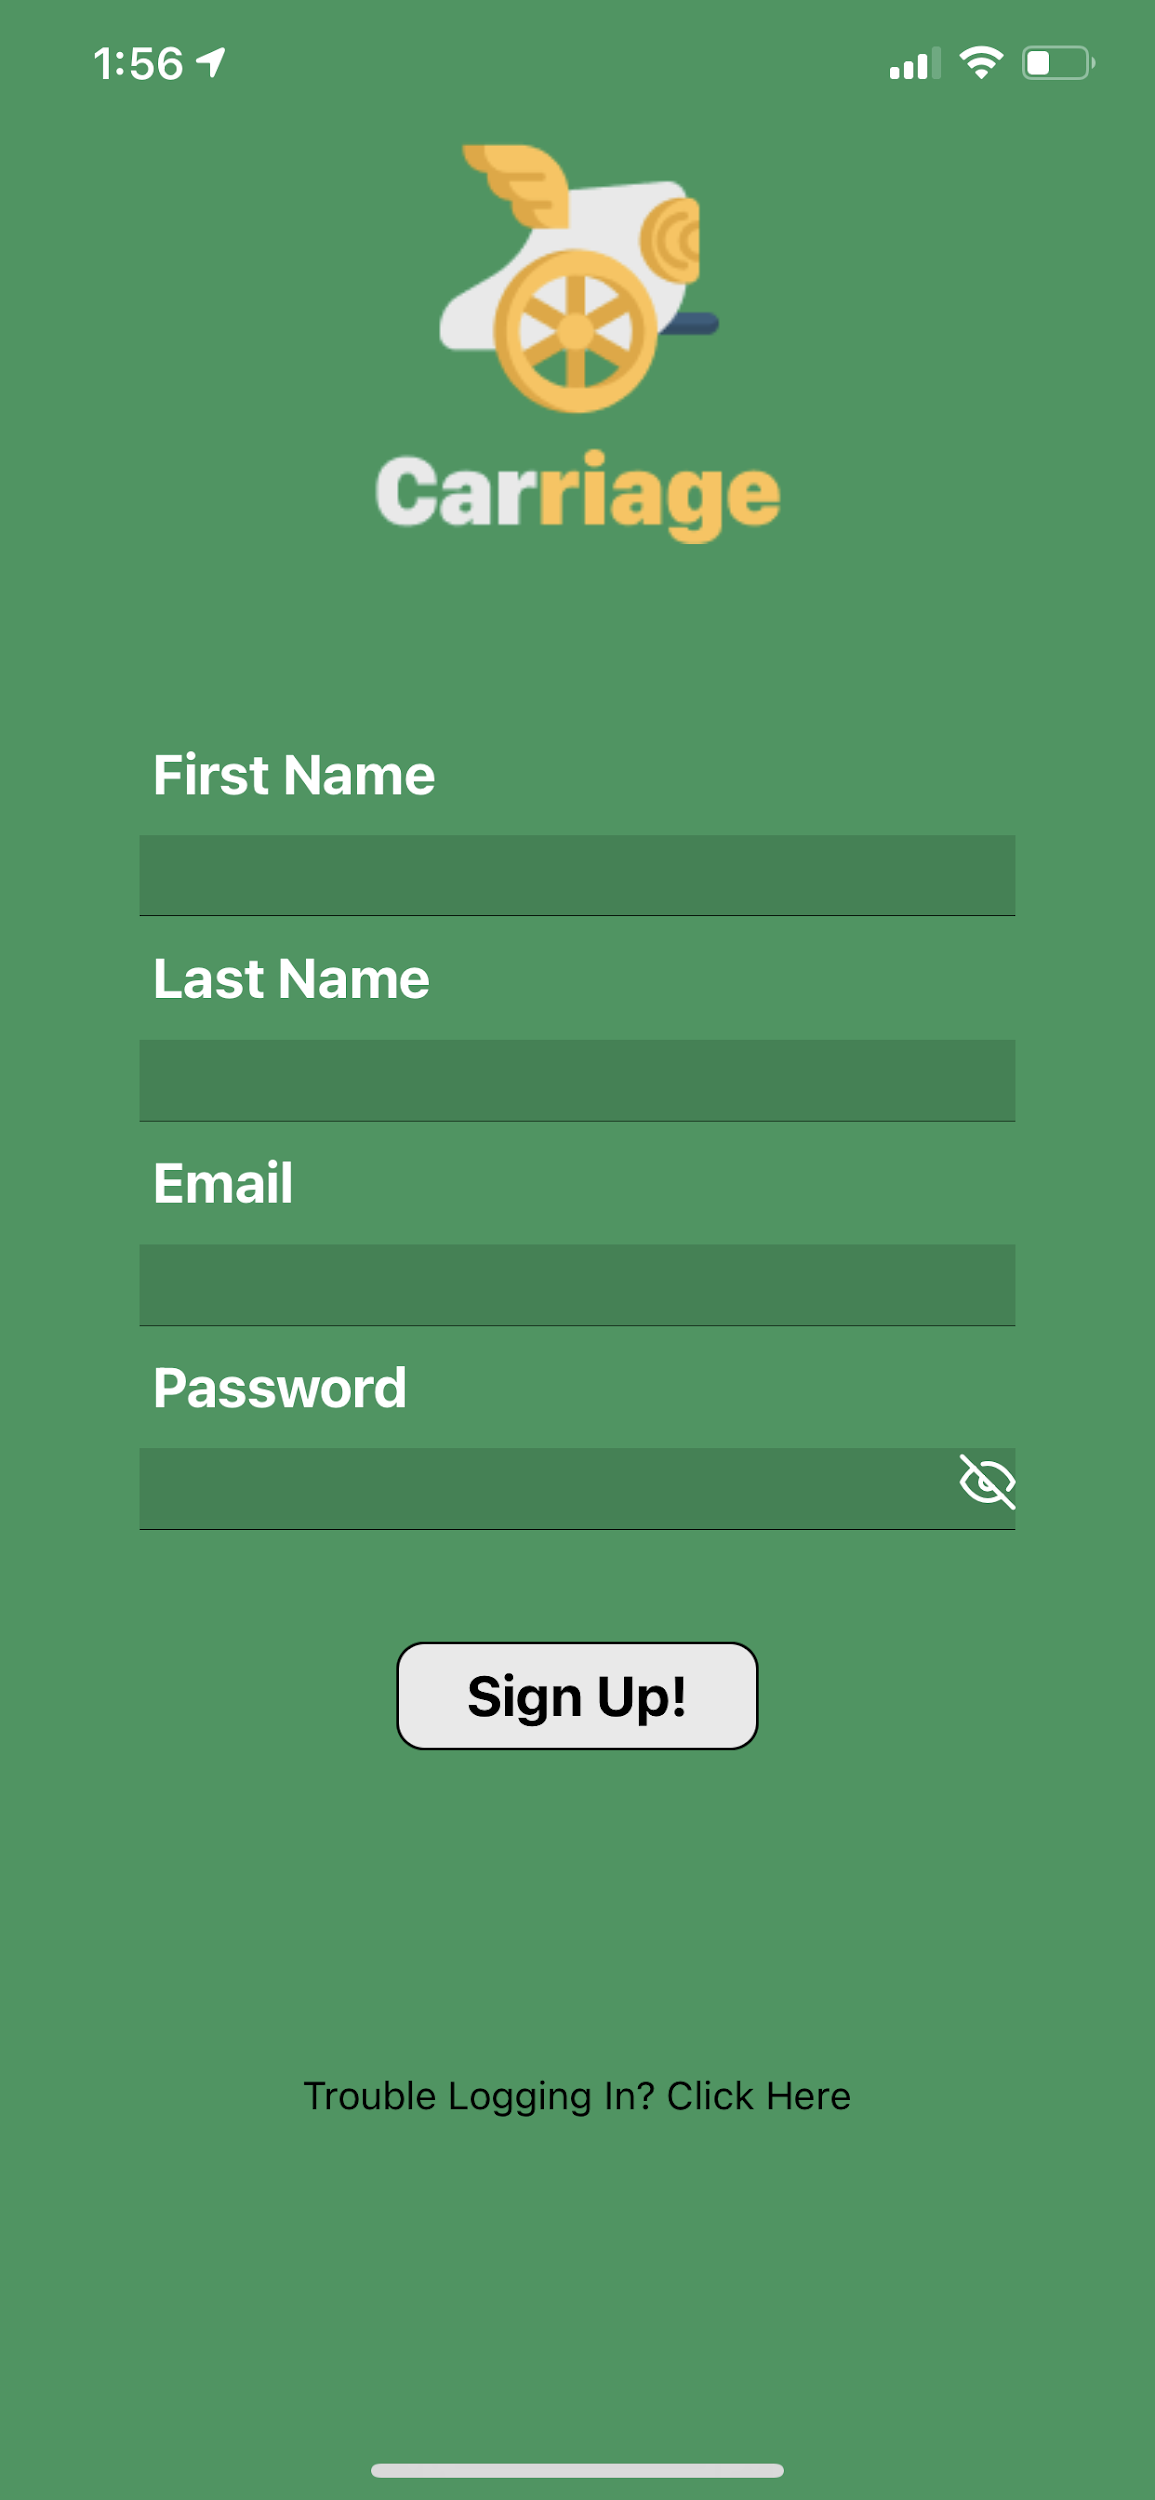 1:56
Carriage
First Name
Last Name
Email
Password
Sign Up!
Trouble Logging In? Click Here